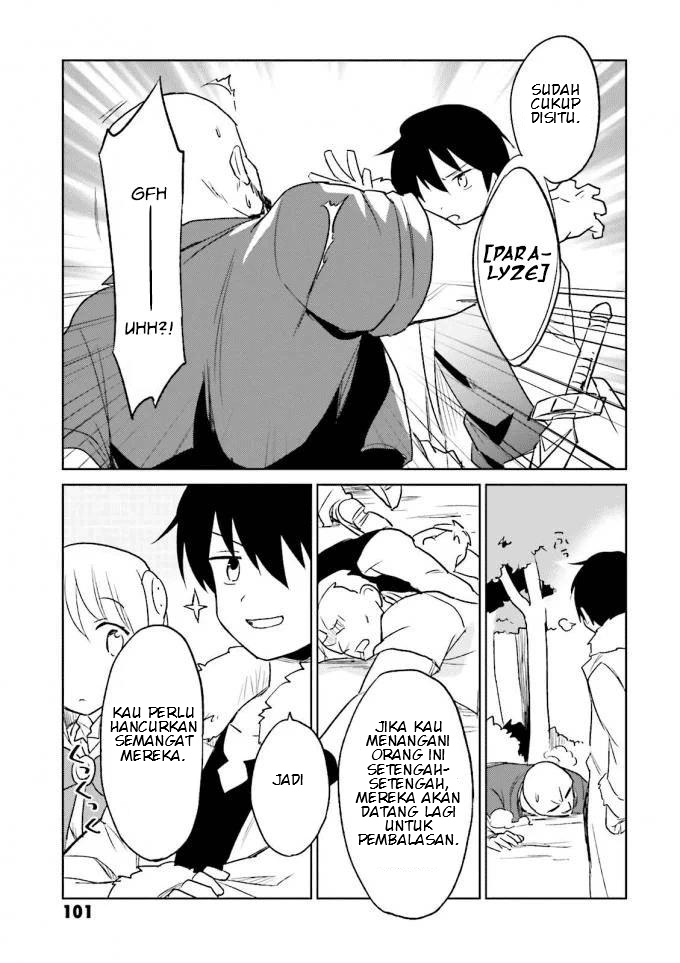 SUDAH
CUKUP
DISITU.
[PARA-
LYZE]
GFH
UHH?!
JIKA KAU
MENANGANI
ORANG INI
SETENGAH-
SETENGAH,
MEREKA AKAN
DATANG LAGI
UNTUK
PEMBALASAN.
JADI
KAU PERLU
HANCURKAN
SEMANGAT
MEREKA.
101